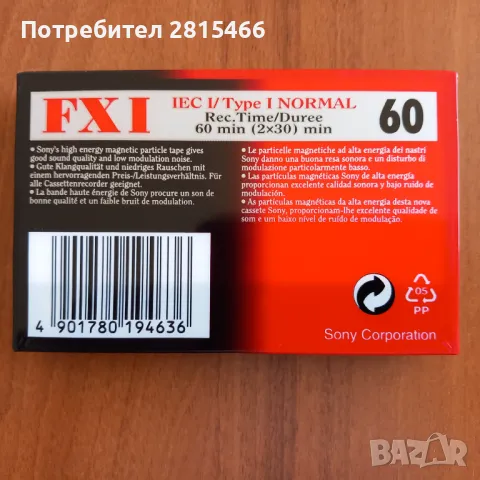 Потребител 2815466
FX I
IEC I/Type I NORMAL
Rec.Time/Duree
60 min (2×30) min
60
• Sony's high energy magnetic particle tape gives
good sound quality and low modulation noise.
• Gute Klangqualität und niedriges Rauschen mit
einem hervorragenden Preis-/Leistungsverhältnis. Für
alle Cassettenrecorder geeignet.
• La bande haute énergie de Sony procure un son de
bonne qualité et un faible bruit de modulation.
• Le particelle magnetiche ad alta energia dei nastri
Sony danno una buona resa sonora e un disturbo di
modulazione particolarmente basso.
• Las partículas magnéticas Sony de alta energía
proporcionan excelente calidad sonora y bajo ruido de
modulación.
• As partículas magnéticas da alta energia desta nova
cassete Sony, proporcionam-lhe excelente qualidade de
som e um baixo nível de ruído de modulação.
4 901780 194636
05
PP
Sony Corporation
BAZAR